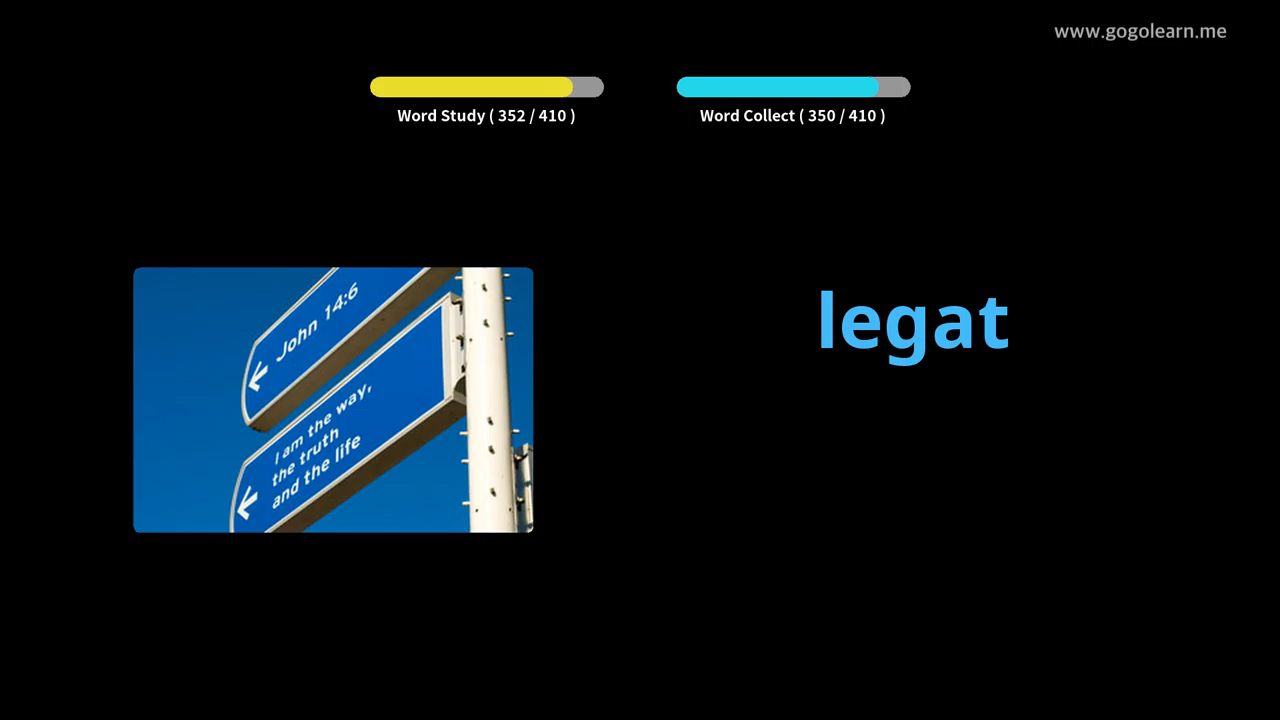 www.gogolearn.me
Word Study ( 352 / 410 )
Word Collect ( 350 / 410 )
legat
John 14:6
I am the way,
the truth
and the life